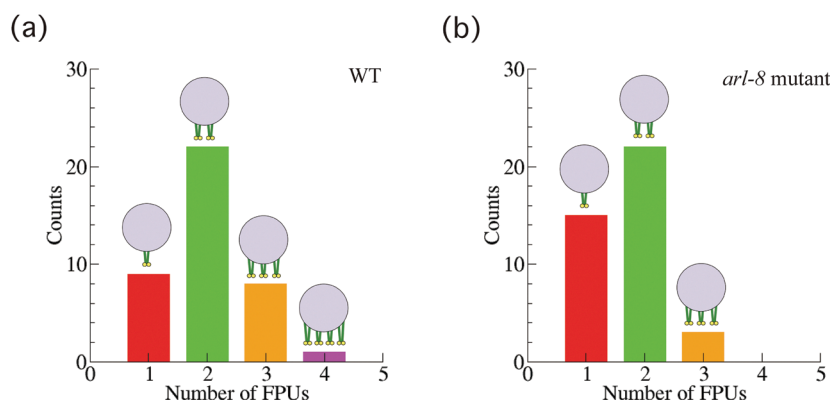 (a)
WT
30
20
10
0
Counts
0 1 2 3 4 5
Number of FPUs
(b)
arl-8 mutant
30
20
10
0
Counts
0 1 2 3 4 5
Number of FPUs